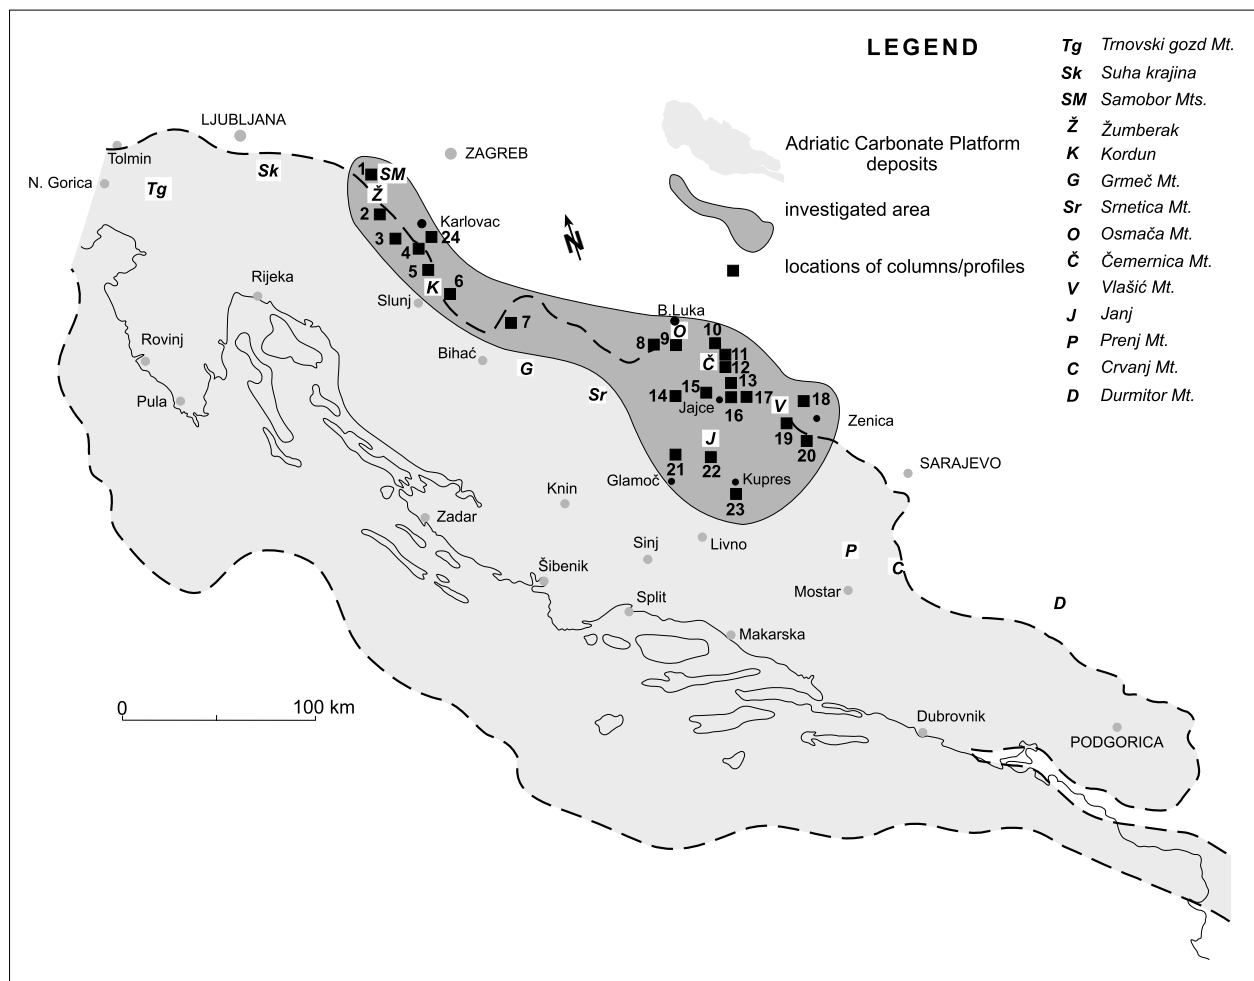 LEGEND
Adriatic Carbonate Platform
deposits
investigated area
locations of columns/profiles
Tg Trnovski gozd Mt.
Sk Suha krajina
SM Samobor Mts.
Ž Žumberak
K Kordun
G Grmeč Mt.
Sr Srnetica Mt.
O Osmača Mt.
Č Čemernica Mt.
V Vlašić Mt.
J Janj
P Prenj Mt.
C Crvanj Mt.
D Durmitor Mt.
N
LJUBLJANA
Tolmin
ZAGREB
N. Gorica
Tg
Sk
1
SM
Ž
2
Karlovac
3
24
4
5
K
6
Rijeka
Slunj
7
Rovinj
Bihać
G
Pula
Sr
B.Luka
O
8
9
10
11
Č
12
13
14
15
Jajce
16
17
V
18
Zenica
19
20
J
21
22
SARAJEVO
Glamoč
Kupres
23
Knin
Zadar
Sinj
Livno
P
C
Šibenik
Mostar
D
Split
Makarska
0
100 km
Dubrovnik
PODGORICA